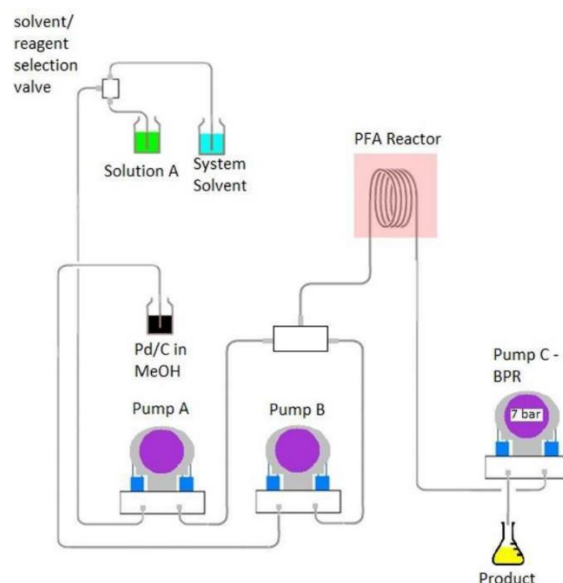 solvent/
reagent
selection
valve
Solution A
System
Solvent
PFA Reactor
Pd/C in
MeOH
Pump A
Pump B
Pump C -
BPR
7 bar
Product